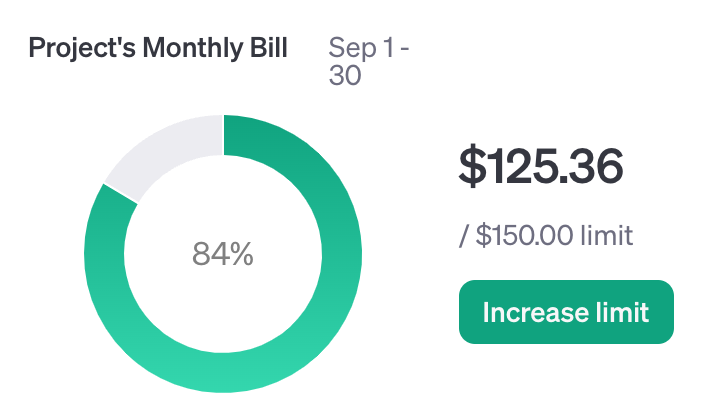 Project's Monthly Bill
Sep 1 -
30
84%
$125.36
/ $150.00 limit
Increase limit